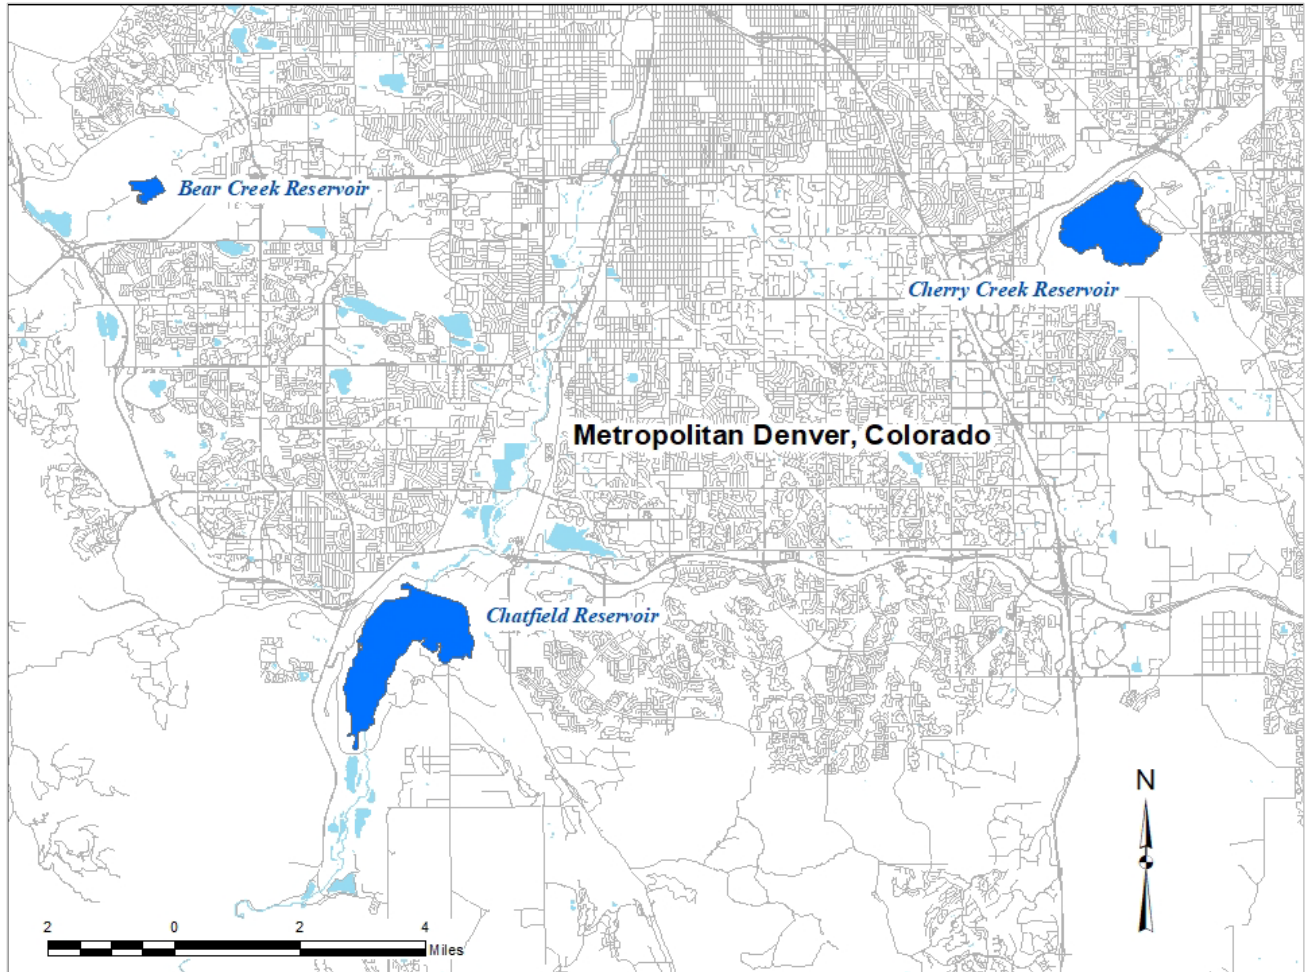 Bear Creek Reservoir
Cherry Creek Reservoir
Metropolitan Denver, Colorado
Chatfield Reservoir
N
2 0 2 4
Miles